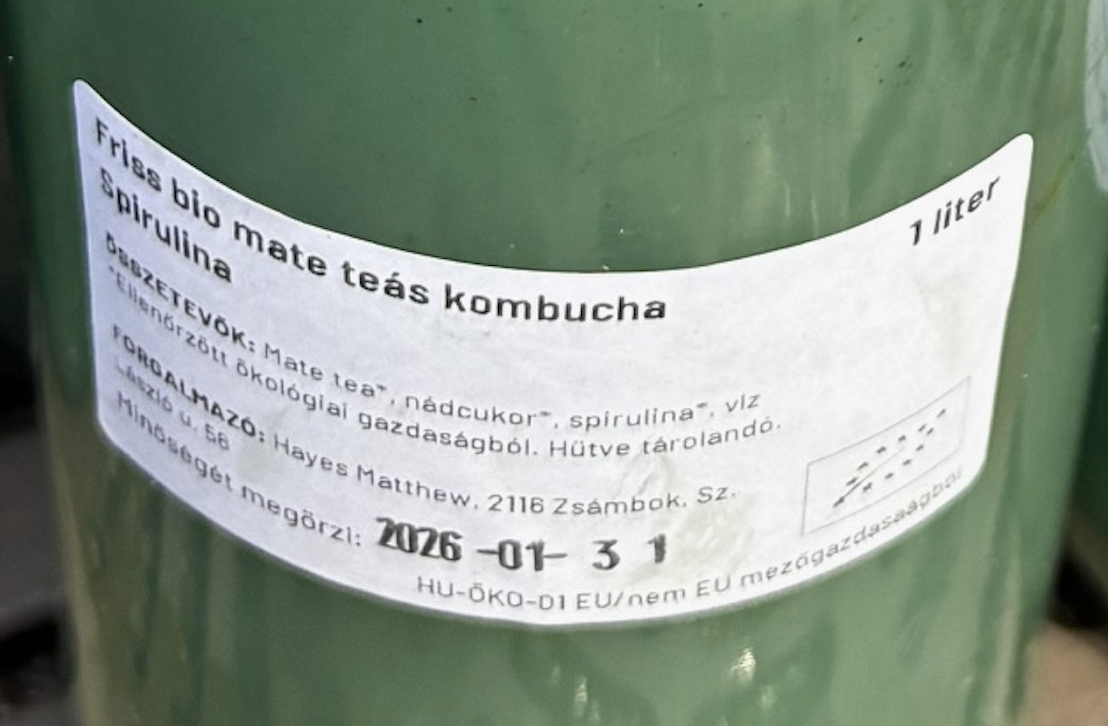 Friss bio mate teás kombucha
Spirulina
1 liter
ÖSSZETEVŐK: Mate tea*, nádcukor*, spirulina*, víz
*Ellenőrzött ökológiai gazdaságból. Hűtve tárolandó.
FORGALMAZÓ: Hayes Matthew, 2116 Zsámbok, Sz.
László u. 56
Minőségét megőrzi: 2026-01-31
HU-ÖKO-01 EU/nem EU mezőgazdaságból